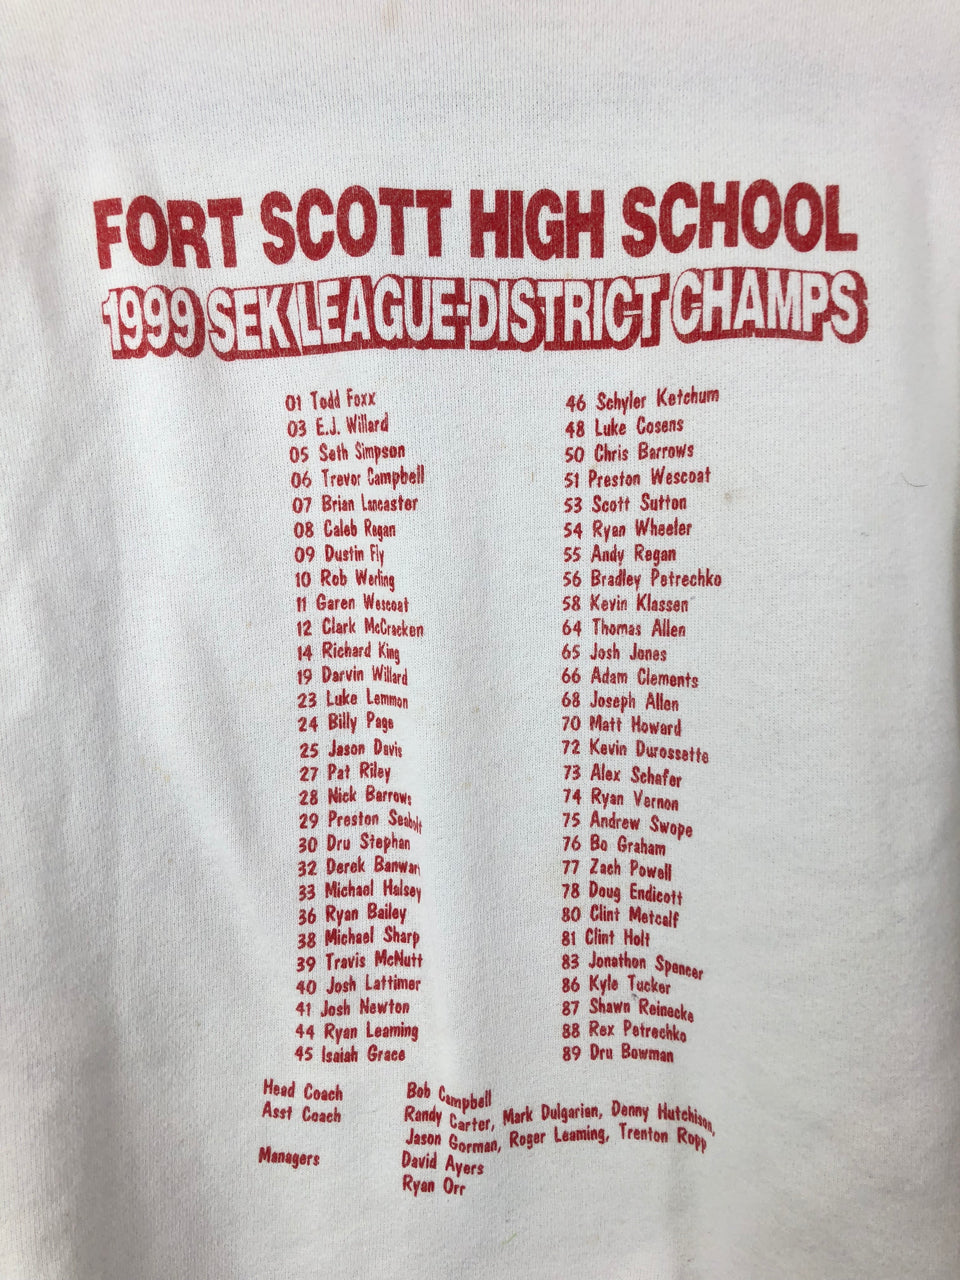 FORT SCOTT HIGH SCHOOL
1999 SEK LEAGUE-DISTRICT CHAMPS
01 Todd Foxx
03 E.J. Willard
05 Seth Simpson
06 Trevor Campbell
07 Brian Lancaster
08 Caleb Regan
09 Dustin Fly
10 Rob Werling
11 Garen Wescoat
12 Clark McCracken
14 Richard King
19 Darvin Willard
23 Luke Lemmon
24 Billy Page
25 Jason Davis
27 Pat Riley
28 Nick Barrows
29 Preston Seabolt
30 Dru Stephan
32 Derek Banwart
33 Michael Halsey
36 Ryan Bailey
38 Michael Sharp
39 Travis McNutt
40 Josh Lattimer
41 Josh Newton
44 Ryan Leaming
45 Isaiah Grace
46 Schyler Ketchum
48 Luke Cosens
50 Chris Barrows
51 Preston Wescoat
53 Scott Sutton
54 Ryan Wheeler
55 Andy Regan
56 Bradley Petrechko
58 Kevin Klassen
64 Thomas Allen
65 Josh Jones
66 Adam Clements
68 Joseph Allen
70 Matt Howard
72 Kevin Durossette
73 Alex Schafer
74 Ryan Vernon
75 Andrew Swope
76 Bo Graham
77 Zach Powell
78 Doug Endicott
80 Clint Metcalf
81 Clint Holt
83 Jonathon Spencer
86 Kyle Tucker
87 Shawn Reinecke
88 Rex Petrechko
89 Dru Bowman
Head Coach Bob Campbell
Asst Coach Randy Carter, Mark Dulgarian, Denny Hutchison,
Jason Gorman, Roger Leaming, Trenton Ropp
Managers David Ayers
Ryan Orr